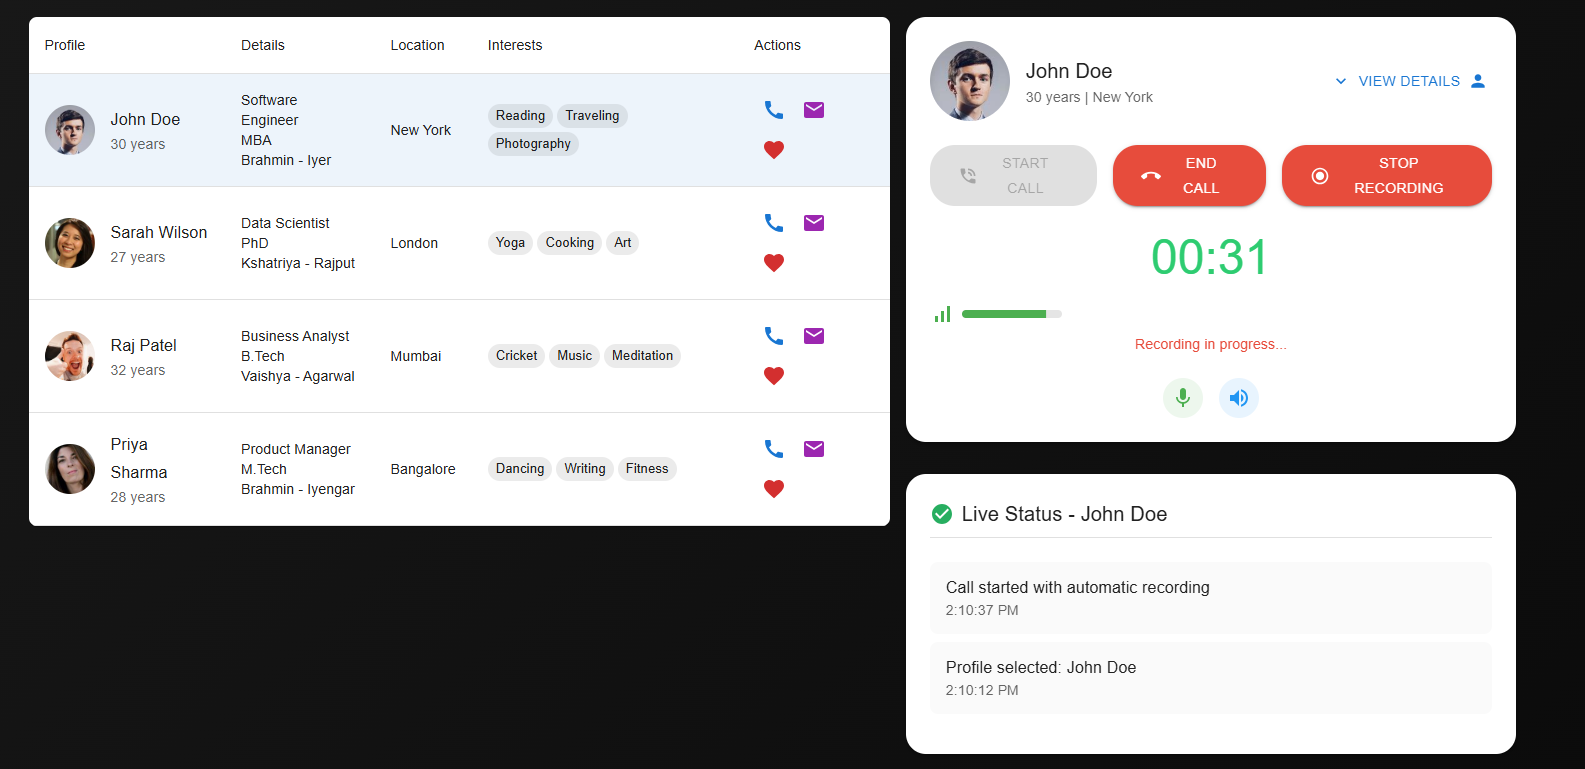 Profile
Details
Location
Interests
Actions
John Doe
30 years
Software
Engineer
MBA
Brahmin - Iyer
New York
Reading
Traveling
Photography
Sarah Wilson
27 years
Data Scientist
PhD
Kshatriya - Rajput
London
Yoga
Cooking
Art
Raj Patel
32 years
Business Analyst
B.Tech
Vaishya - Agarwal
Mumbai
Cricket
Music
Meditation
Priya
Sharma
28 years
Product Manager
M.Tech
Brahmin - Iyengar
Bangalore
Dancing
Writing
Fitness
John Doe
30 years | New York
VIEW DETAILS
START
CALL
END
CALL
STOP
RECORDING
00:31
Recording in progress...
Live Status - John Doe
Call started with automatic recording
2:10:37 PM
Profile selected: John Doe
2:10:12 PM